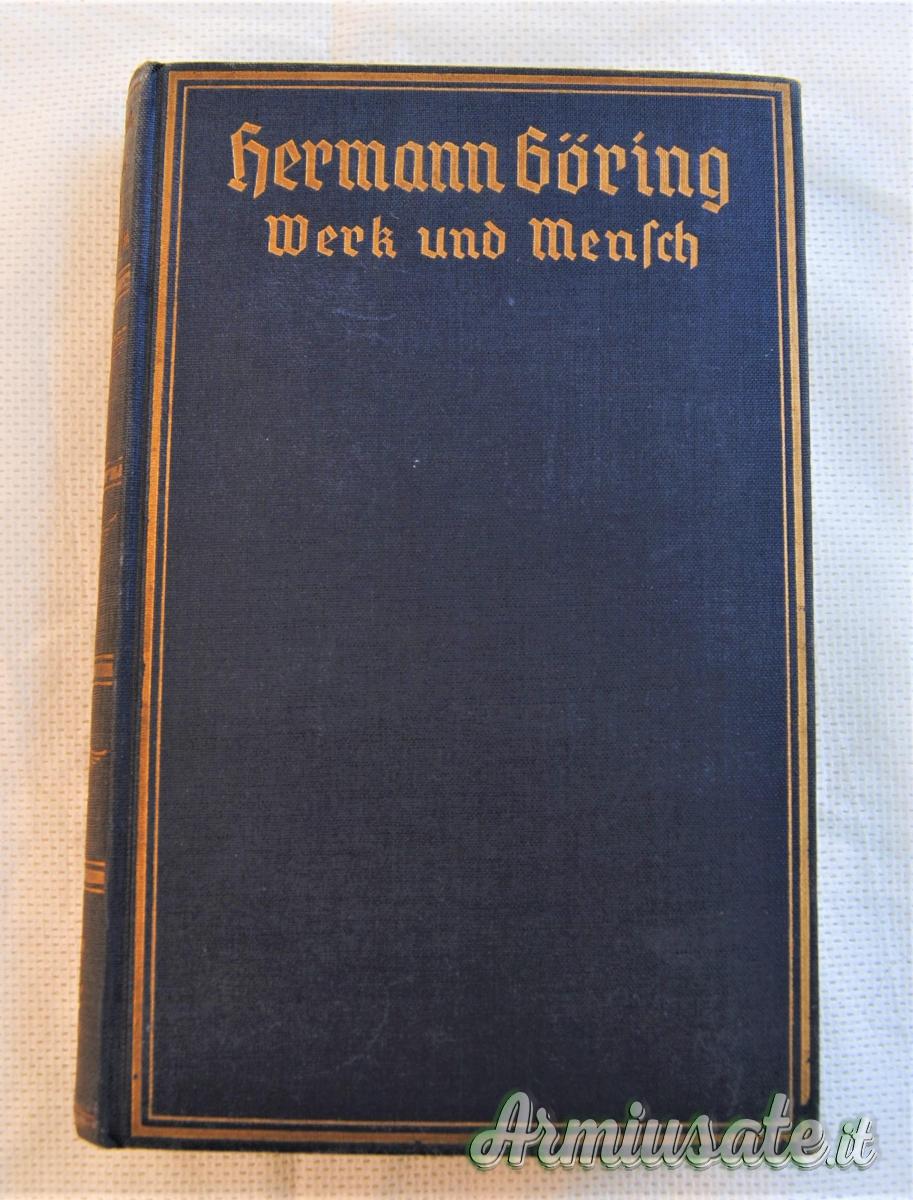 Hermann Göring
Werk und Menſch
Armiusate.it